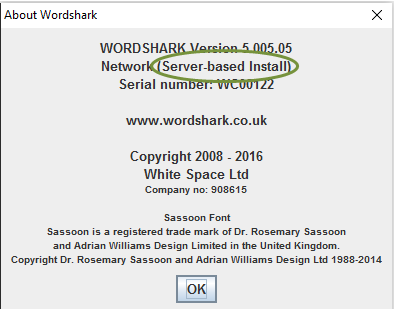 About Wordshark
WORDSHARK Version 5.005.05
Network (Server-based Install)
Serial number: WC00122
www.wordshark.co.uk
Copyright 2008 - 2016
White Space Ltd
Company no: 908615
Sassoon Font
Sassoon is a registered trade mark of Dr. Rosemary Sassoon
and Adrian Williams Design Limited in the United Kingdom.
Copyright Dr. Rosemary Sassoon and Adrian Williams Design Ltd 1988-2014
OK